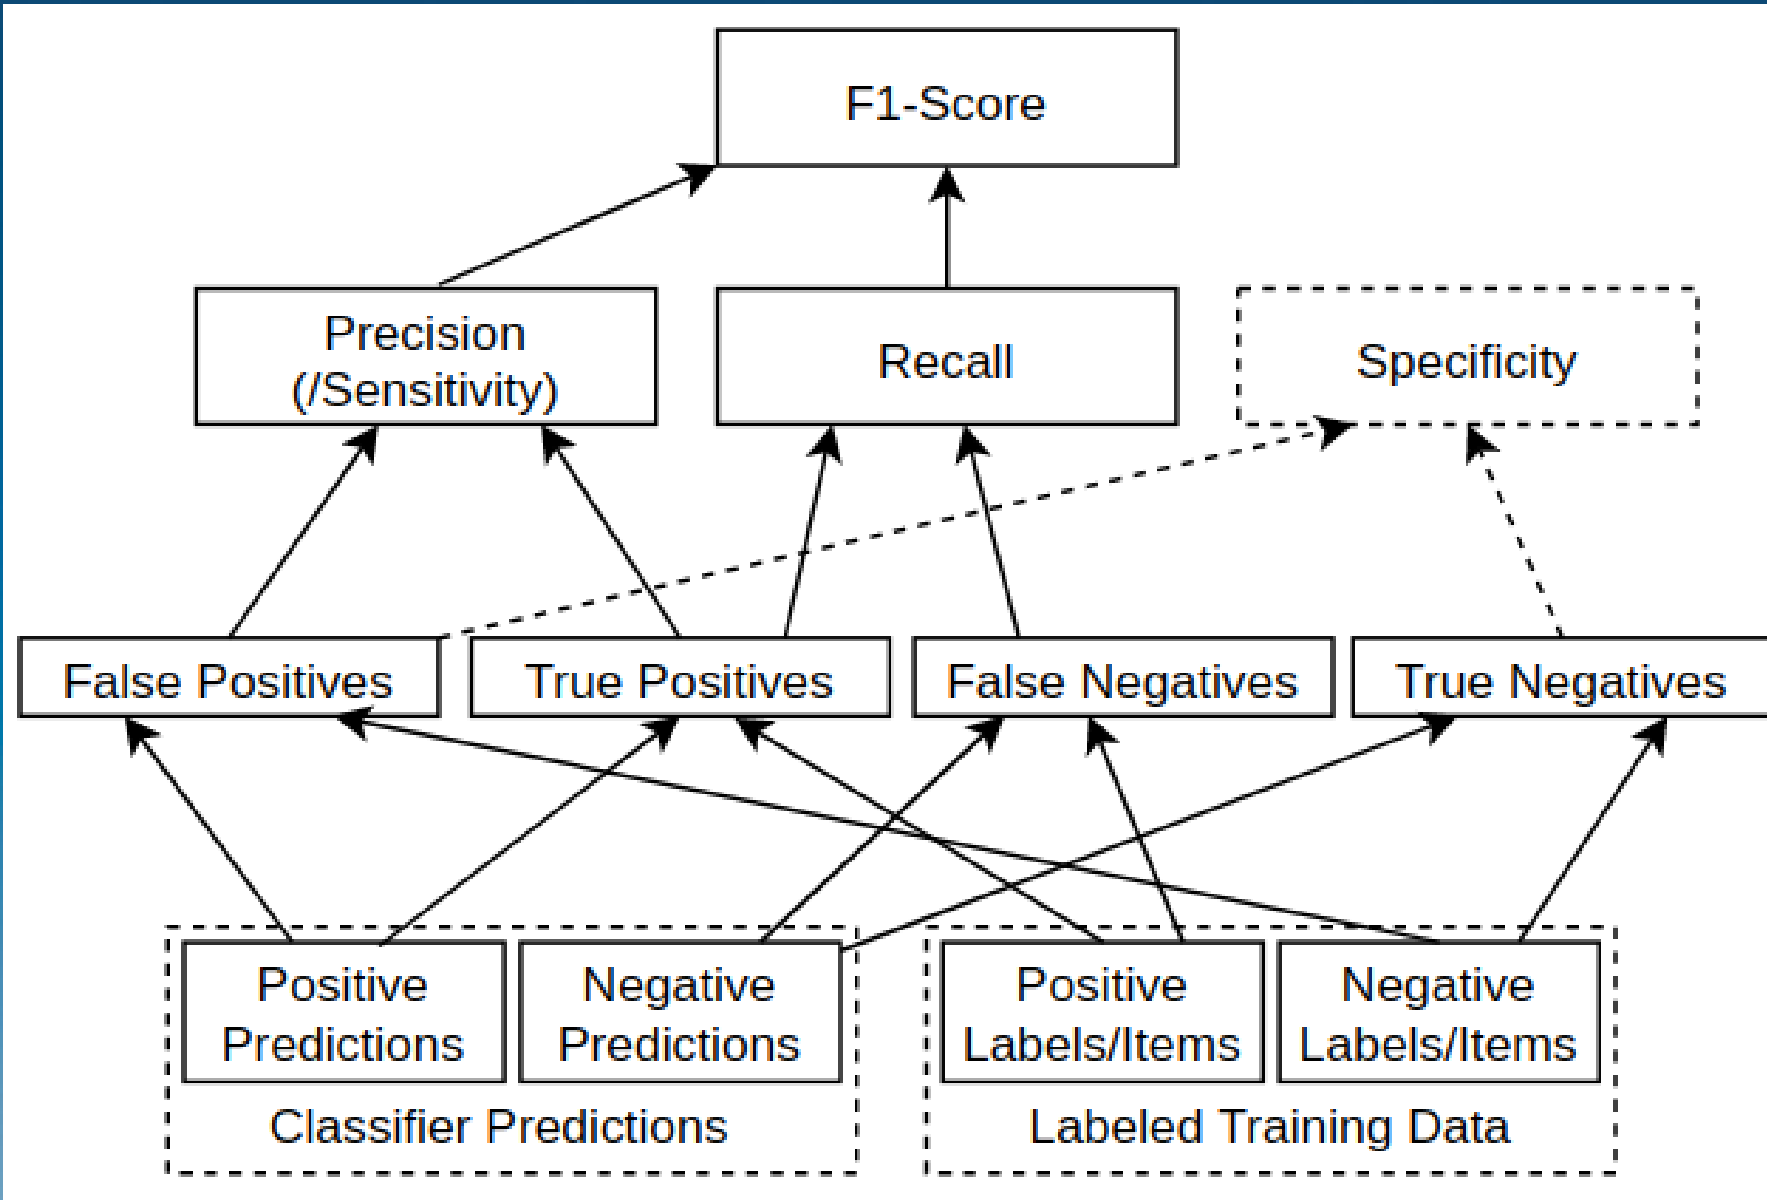 F1-Score
Precision
(/Sensitivity)
Recall
Specificity
False Positives
True Positives
False Negatives
True Negatives
Positive
Predictions
Negative
Predictions
Classifier Predictions
Positive
Labels/Items
Negative
Labels/Items
Labeled Training Data